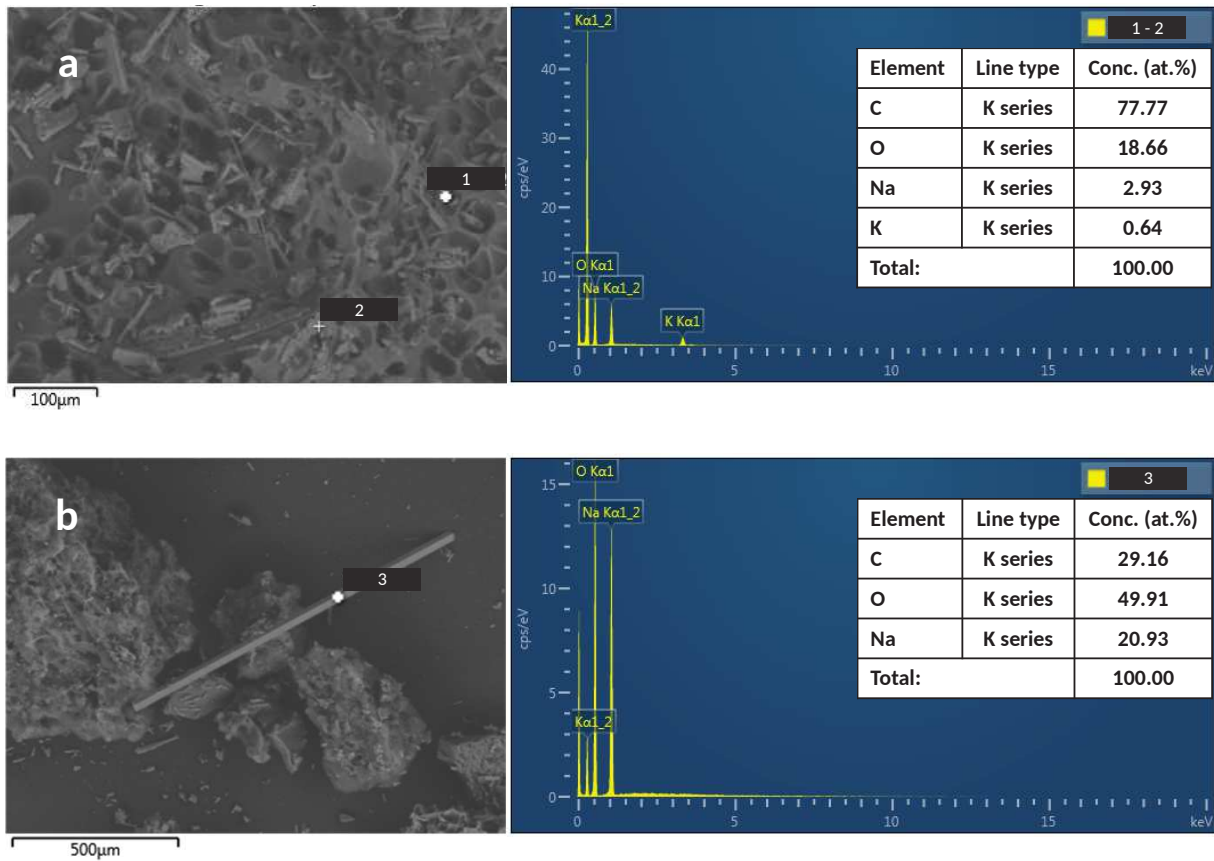 a
1
2
100μm
Kα1_2
O Kα1
Na Kα1_2
K Kα1
cps/eV
40
30
20
10
0
0 5 10 15 keV
1 - 2
Element Line type Conc. (at.%)
C K series 77.77
O K series 18.66
Na K series 2.93
K K series 0.64
Total: 100.00
b
3
500μm
O Kα1
Na Kα1_2
Kα1_2
cps/eV
15
10
5
0
0 5 10 15 keV
3
Element Line type Conc. (at.%)
C K series 29.16
O K series 49.91
Na K series 20.93
Total: 100.00